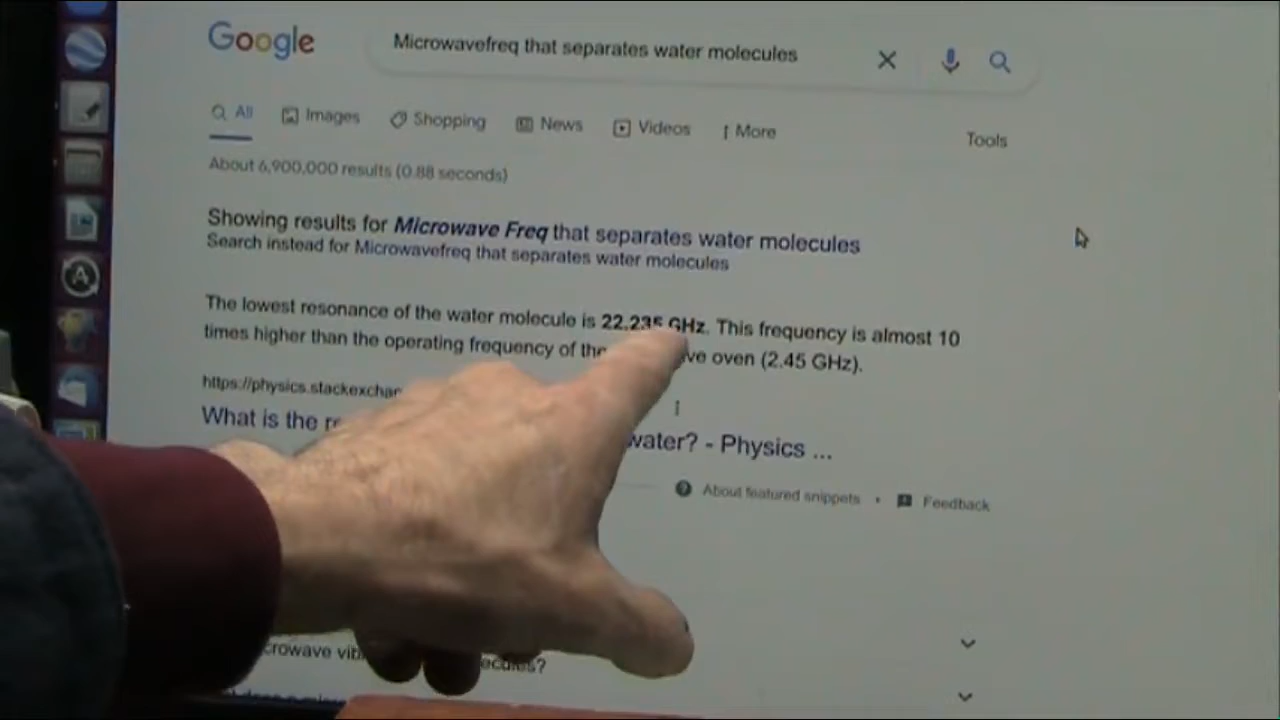 Google
Microwavefreq that separates water molecules
All Images Shopping News Videos More
Tools
About 6,900,000 results (0.88 seconds)
Showing results for Microwave Freq that separates water molecules
Search instead for Microwavefreq that separates water molecules
The lowest resonance of the water molecule is 22.235 GHz. This frequency is almost 10
times higher than the operating frequency of the oven (2.45 GHz).
https://physics.stackexchan
What is the water? - Physics ...
About featured snippets • Feedback
crowave vib ecules?